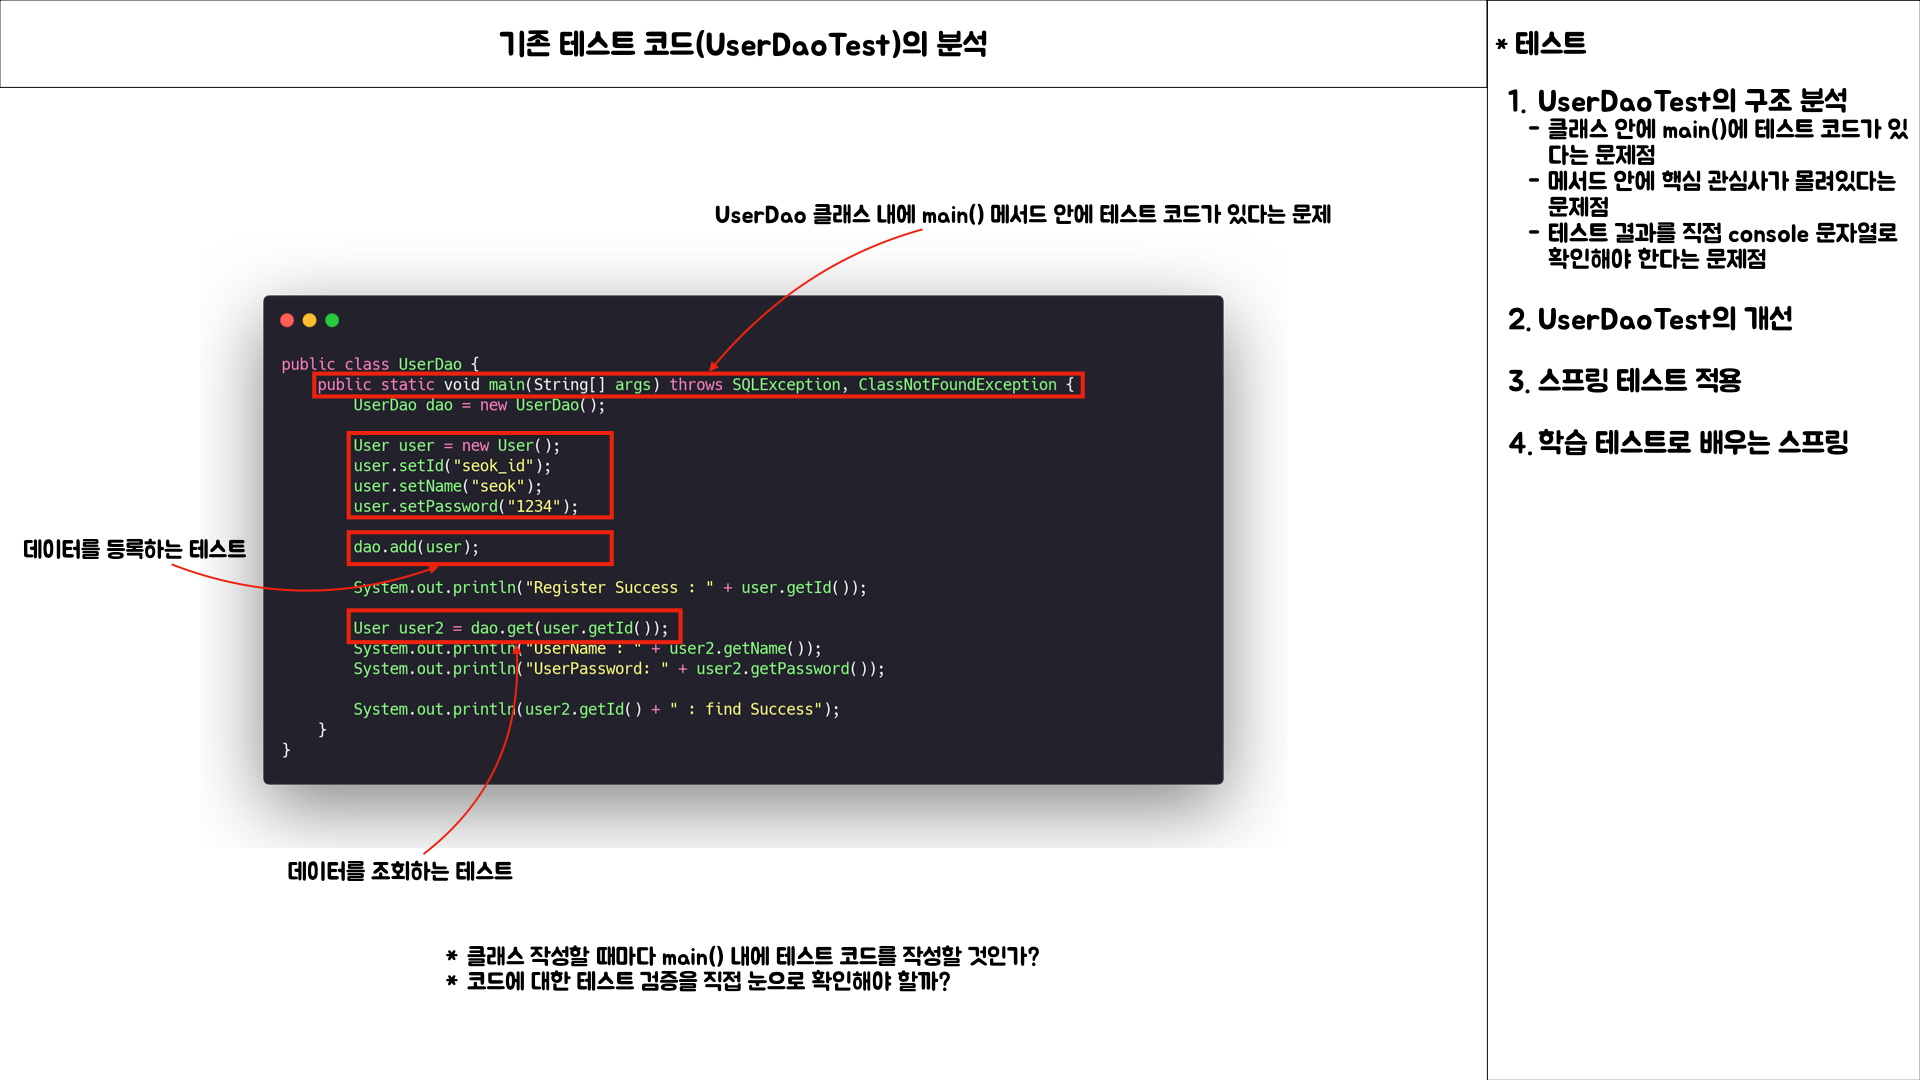 기존 테스트 코드(UserDaoTest)의 분석
UserDao 클래스 내에 main() 메서드 안에 테스트 코드가 있다는 문제
public class UserDao {
public static void main(String[] args) throws SQLException, ClassNotFoundException {
UserDao dao = new UserDao();
User user = new User();
user.setId("seok_id");
user.setName("seok");
user.setPassword("1234");
데이터를 등록하는 테스트
dao.add(user);
System.out.println("Register Success : " + user.getId());
User user2 = dao.get(user.getId());
System.out.println("UserName : " + user2.getName());
System.out.println("UserPassword: " + user2.getPassword());
System.out.println(user2.getId() + " : find Success");
}
}
데이터를 조회하는 테스트
* 클래스 작성할 때마다 main() 내에 테스트 코드를 작성할 것인가?
* 코드에 대한 테스트 검증을 직접 눈으로 확인해야 할까?
* 테스트
1. UserDaoTest의 구조 분석
- 클래스 안에 main()에 테스트 코드가 있
다는 문제점
- 메서드 안에 핵심 관심사가 몰려있다는
문제점
- 테스트 결과를 직접 console 문자열로
확인해야 한다는 문제점
2. UserDaoTest의 개선
3. 스프링 테스트 적용
4. 학습 테스트로 배우는 스프링